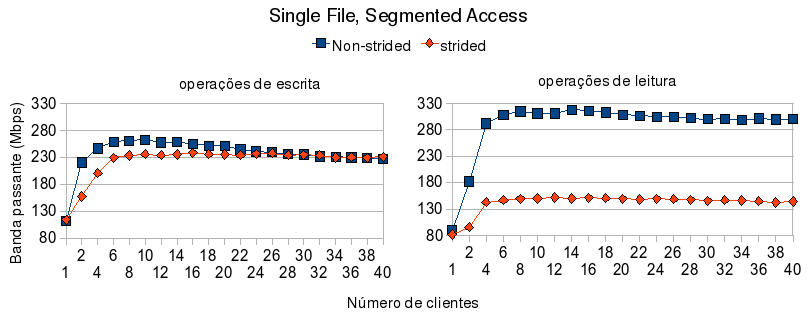 Single File, Segmented Access
Non-strided strided
operações de escrita
operações de leitura
Banda passante (Mbps)
330
280
230
180
130
80
2 6 10 14 18 22 26 30 34 38
1 4 8 12 16 20 24 28 32 36 40
330
280
230
180
130
80
2 6 10 14 18 22 26 30 34 38
1 4 8 12 16 20 24 28 32 36 40
Número de clientes